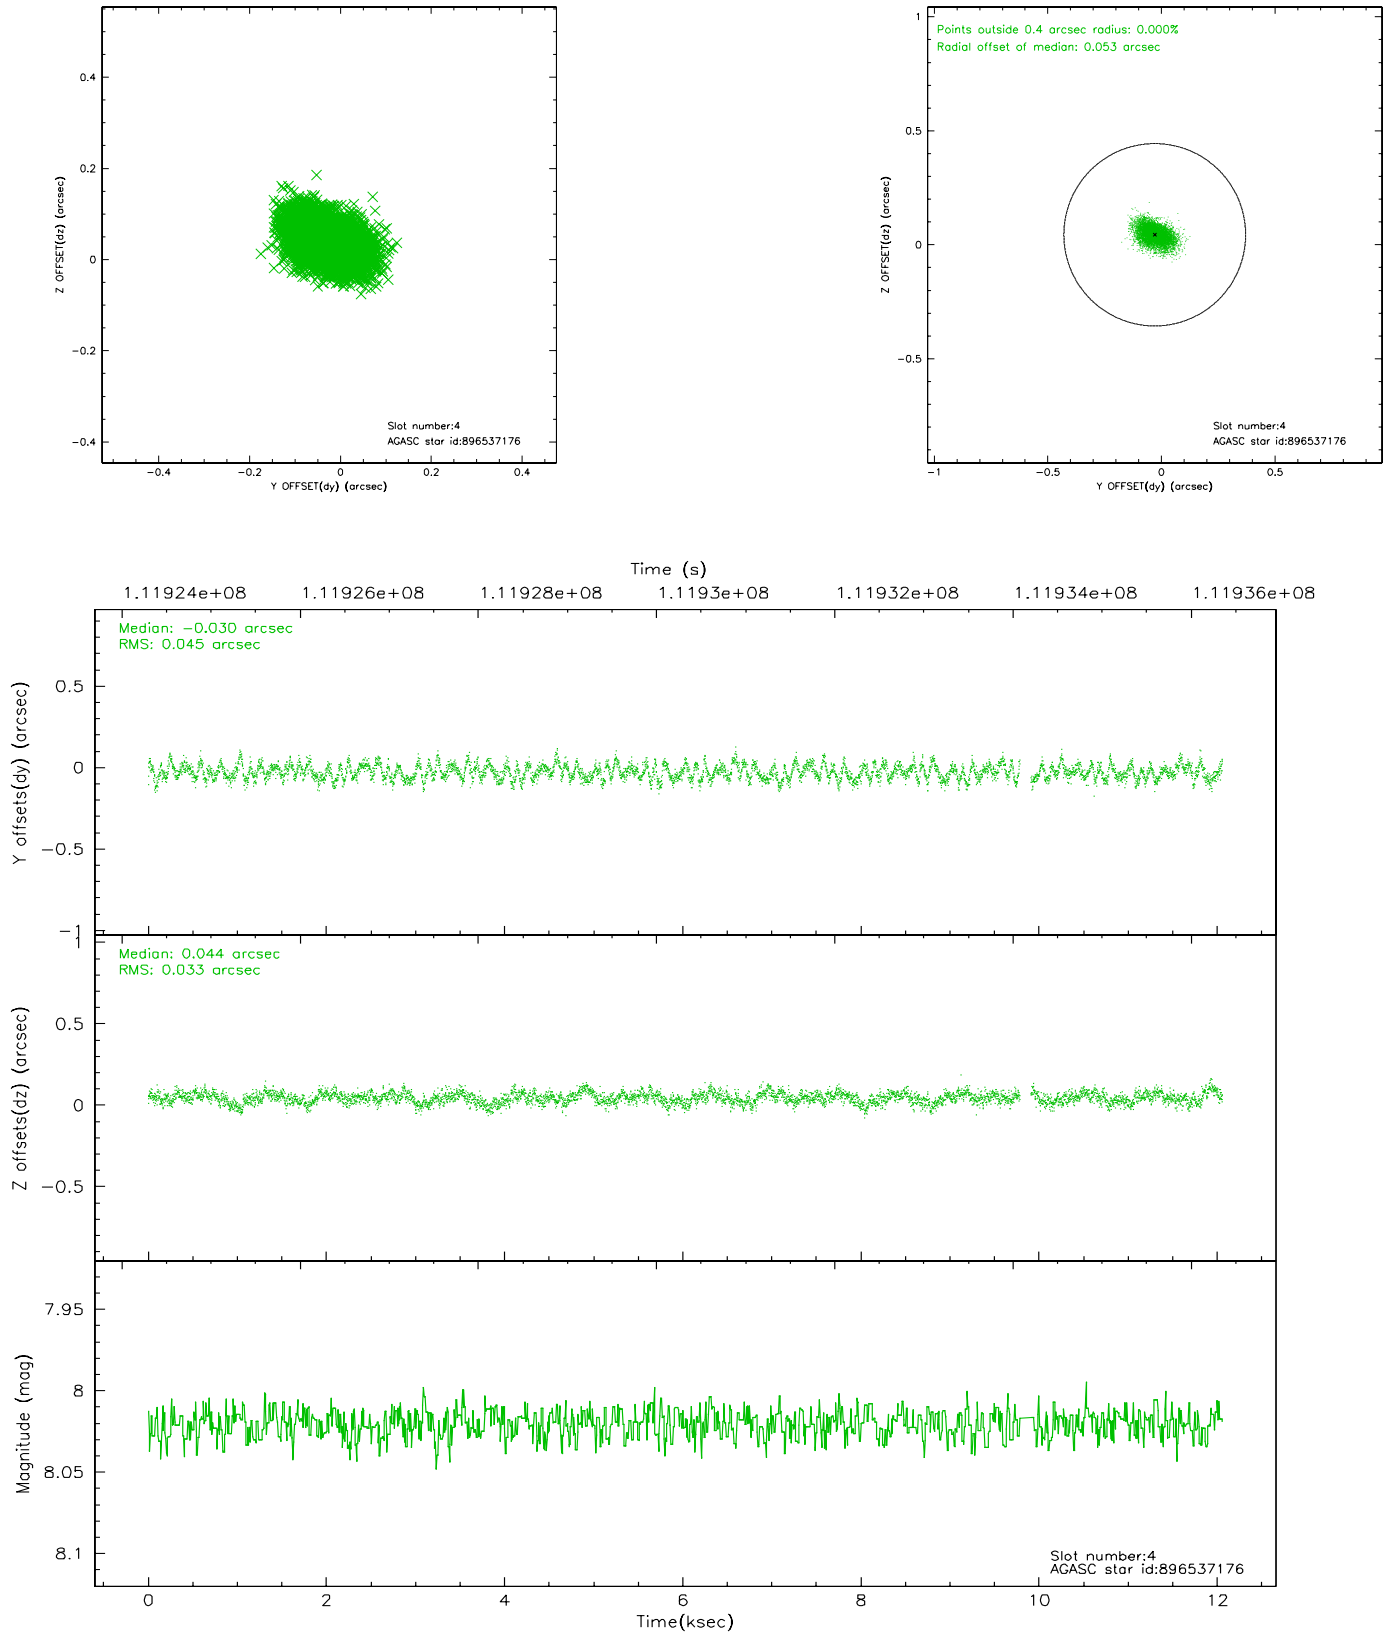 0.4
0.2
0
−0.2
−0.4
Z OFFSET(dz) (arcsec)
Slot number:4
AGASC star id:896537176
−0.4 −0.2 0 0.2 0.4
Y OFFSET(dy) (arcsec)
Points outside 0.4 arcsec radius: 0.000%
Radial offset of median: 0.053 arcsec
1
0.5
0
−0.5
Z OFFSET(dz) (arcsec)
Slot number:4
AGASC star id:896537176
−1 −0.5 0 0.5
Y OFFSET(dy) (arcsec)
Time (s)
1.11924e+08 1.11926e+08 1.11928e+08 1.1193e+08 1.11932e+08 1.11934e+08 1.11936e+08
Median: −0.030 arcsec
RMS: 0.045 arcsec
0.5
0
−0.5
−1
Y offsets(dy) (arcsec)
Median: 0.044 arcsec
RMS: 0.033 arcsec
1
0.5
0
−0.5
Z offsets(dz) (arcsec)
7.95
8
8.05
8.1
Magnitude (mag)
Slot number:4
AGASC star id:896537176
0 2 4 6 8 10 12
Time(ksec)